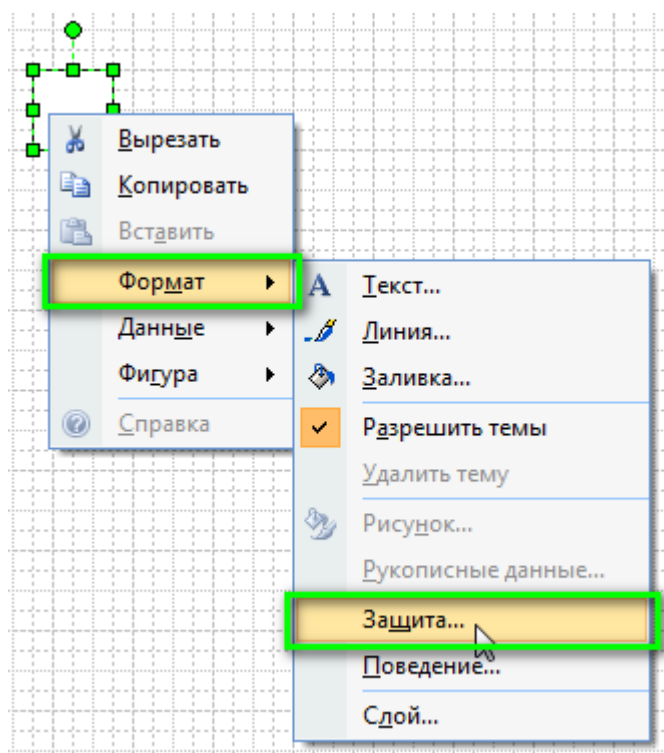 Вырезать
Копировать
Вставить
Формат
Данные
Фигура
Справка
Текст...
Линия...
Заливка...
Разрешить темы
Удалить тему
Рисунок...
Рукописные данные...
Защита...
Поведение...
Слой...